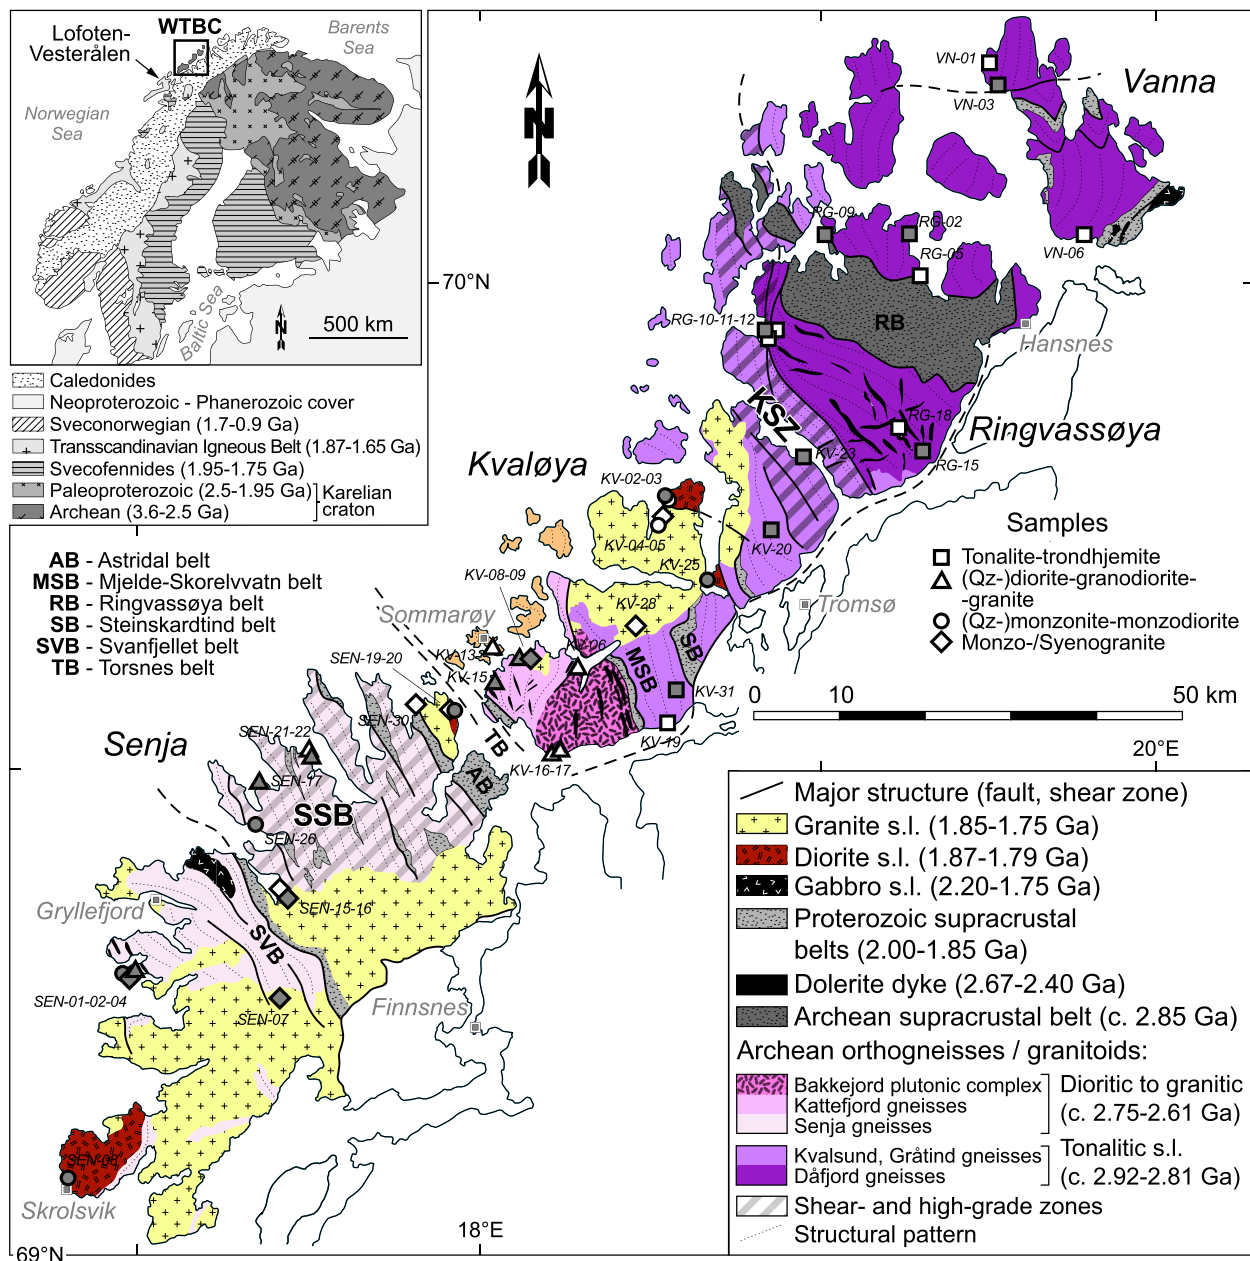 WTBC
Lofoten-
Vesterålen
Barents
Sea
Norwegian
Sea
Baltic Sea
N
500 km
Caledonides
Neoproterozoic - Phanerozoic cover
Sveconorwegian (1.7-0.9 Ga)
Transscandinavian Igneous Belt (1.87-1.65 Ga)
Svecofennides (1.95-1.75 Ga)
Paleoproterozoic (2.5-1.95 Ga)
Archean (3.6-2.5 Ga)
Karelian
craton
AB - Astridal belt
MSB - Mjelde-Skorelvvatn belt
RB - Ringvassøya belt
SB - Steinskardtind belt
SVB - Svanfjellet belt
TB - Torsnes belt
N
VN-01
VN-03
Vanna
VN-06
RG-09
RG-02
RG-05
70°N
RG-10-11-12
RB
Hansnes
KSZ
RG-18
RG-15
Ringvassøya
KV-23
Kvaløya
KV-02-03
KV-04-05
KV-20
KV-25
KV-08-09
KV-28
Tromsø
Sommarøy
KV-13
KV-06
KV-15
MSB
SB
KV-31
KV-19
KV-16-17
SEN-19-20
SEN-30
TB
AB
SEN-21-22
Senja
SEN-17
SSB
SEN-26
SEN-15-16
Gryllefjord
SVB
SEN-01-02-04
SEN-07
Finnsnes
SEN-08
Skrolsvik
69°N
18°E
20°E
Samples
Tonalite-trondhjemite
(Qz-)diorite-granodiorite-
-granite
(Qz-)monzonite-monzodiorite
Monzo-/Syenogranite
0 10 50 km
Major structure (fault, shear zone)
Granite s.l. (1.85-1.75 Ga)
Diorite s.l. (1.87-1.79 Ga)
Gabbro s.l. (2.20-1.75 Ga)
Proterozoic supracrustal
belts (2.00-1.85 Ga)
Dolerite dyke (2.67-2.40 Ga)
Archean supracrustal belt (c. 2.85 Ga)
Archean orthogneisses / granitoids:
Bakkejord plutonic complex
Kattefjord gneisses
Senja gneisses
Dioritic to granitic
(c. 2.75-2.61 Ga)
Kvalsund, Gråtind gneisses
Dåfjord gneisses
Tonalitic s.l.
(c. 2.92-2.81 Ga)
Shear- and high-grade zones
Structural pattern